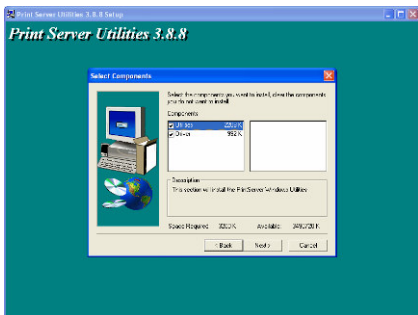 Print Server Utilities 3.8.8 Setup
Print Server Utilities 3.8.8
Select Components
Select the components you want to install, clear the components
you do not want to install.
Components
Utilities
Driver 992 K
Description
This section will install the PrintServer Windows Utilities
Space Required: Available:
< Back Next > Cancel